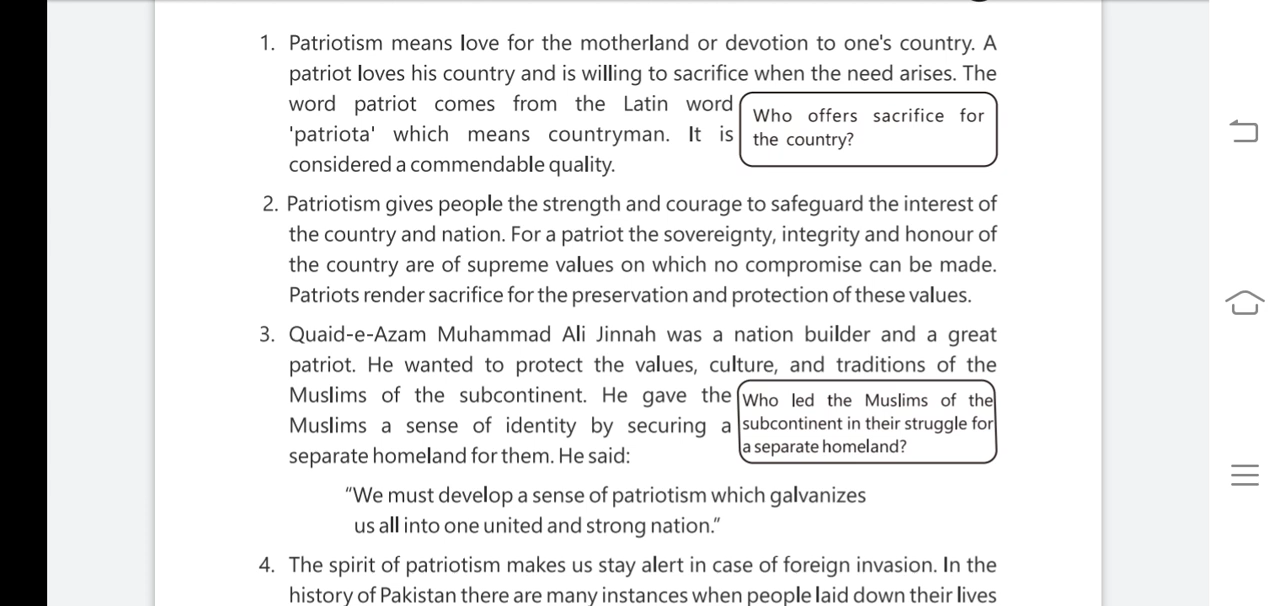 1. Patriotism means love for the motherland or devotion to one's country. A
patriot loves his country and is willing to sacrifice when the need arises. The
word patriot comes from the Latin word
'patriota' which means countryman. It is
considered a commendable quality.
Who offers sacrifice for
the country?
2. Patriotism gives people the strength and courage to safeguard the interest of
the country and nation. For a patriot the sovereignty, integrity and honour of
the country are of supreme values on which no compromise can be made.
Patriots render sacrifice for the preservation and protection of these values.
3. Quaid-e-Azam Muhammad Ali Jinnah was a nation builder and a great
patriot. He wanted to protect the values, culture, and traditions of the
Muslims of the subcontinent. He gave the
Muslims a sense of identity by securing a
separate homeland for them. He said:
Who led the Muslims of the
subcontinent in their struggle for
a separate homeland?
"We must develop a sense of patriotism which galvanizes
us all into one united and strong nation."
4. The spirit of patriotism makes us stay alert in case of foreign invasion. In the
history of Pakistan there are many instances when people laid down their lives